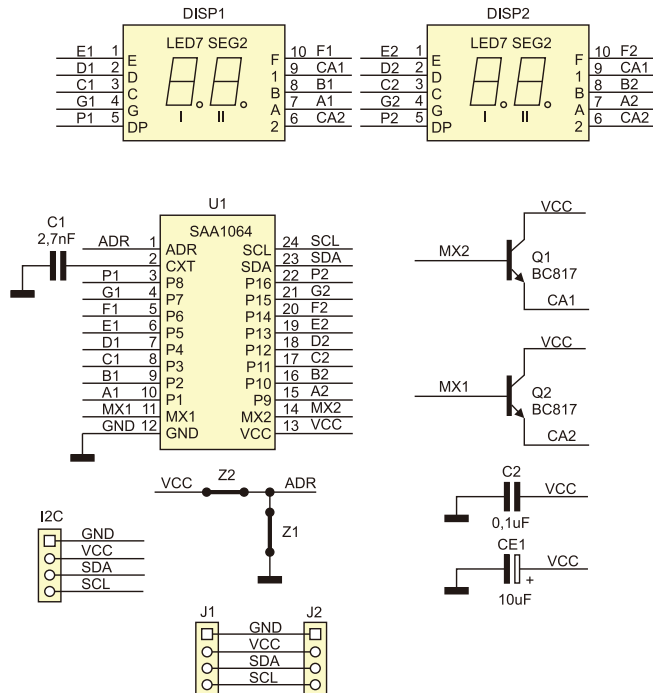 DISP1
LED7 SEG2
E1 1 E F 10 F1
D1 2 D 1 9 CA1
C1 3 C B 8 B1
G1 4 G A 7 A1
P1 5 DP 2 6 CA2
I II
DISP2
LED7 SEG2
E2 1 E F 10 F2
D2 2 D 1 9 CA1
C2 3 C B 8 B2
G2 4 G A 7 A2
P2 5 DP 2 6 CA2
I II
C1
2,7nF
U1
SAA1064
ADR 1 ADR SCL 24 SCL
2 CXT SDA 23 SDA
P1 3 P8 P16 22 P2
G1 4 P7 P15 21 G2
F1 5 P6 P14 20 F2
E1 6 P5 P13 19 E2
D1 7 P4 P12 18 D2
C1 8 P3 P11 17 C2
B1 9 P2 P10 16 B2
A1 10 P1 P9 15 A2
MX1 11 MX1 MX2 14 MX2
GND 12 GND VCC 13 VCC
VCC
MX2
Q1
BC817
CA1
VCC
MX1
Q2
BC817
CA2
VCC Z2 ADR
Z1
C2
VCC
0,1uF
CE1
VCC
+
10uF
I2C
GND
VCC
SDA
SCL
J1 J2
GND
VCC
SDA
SCL